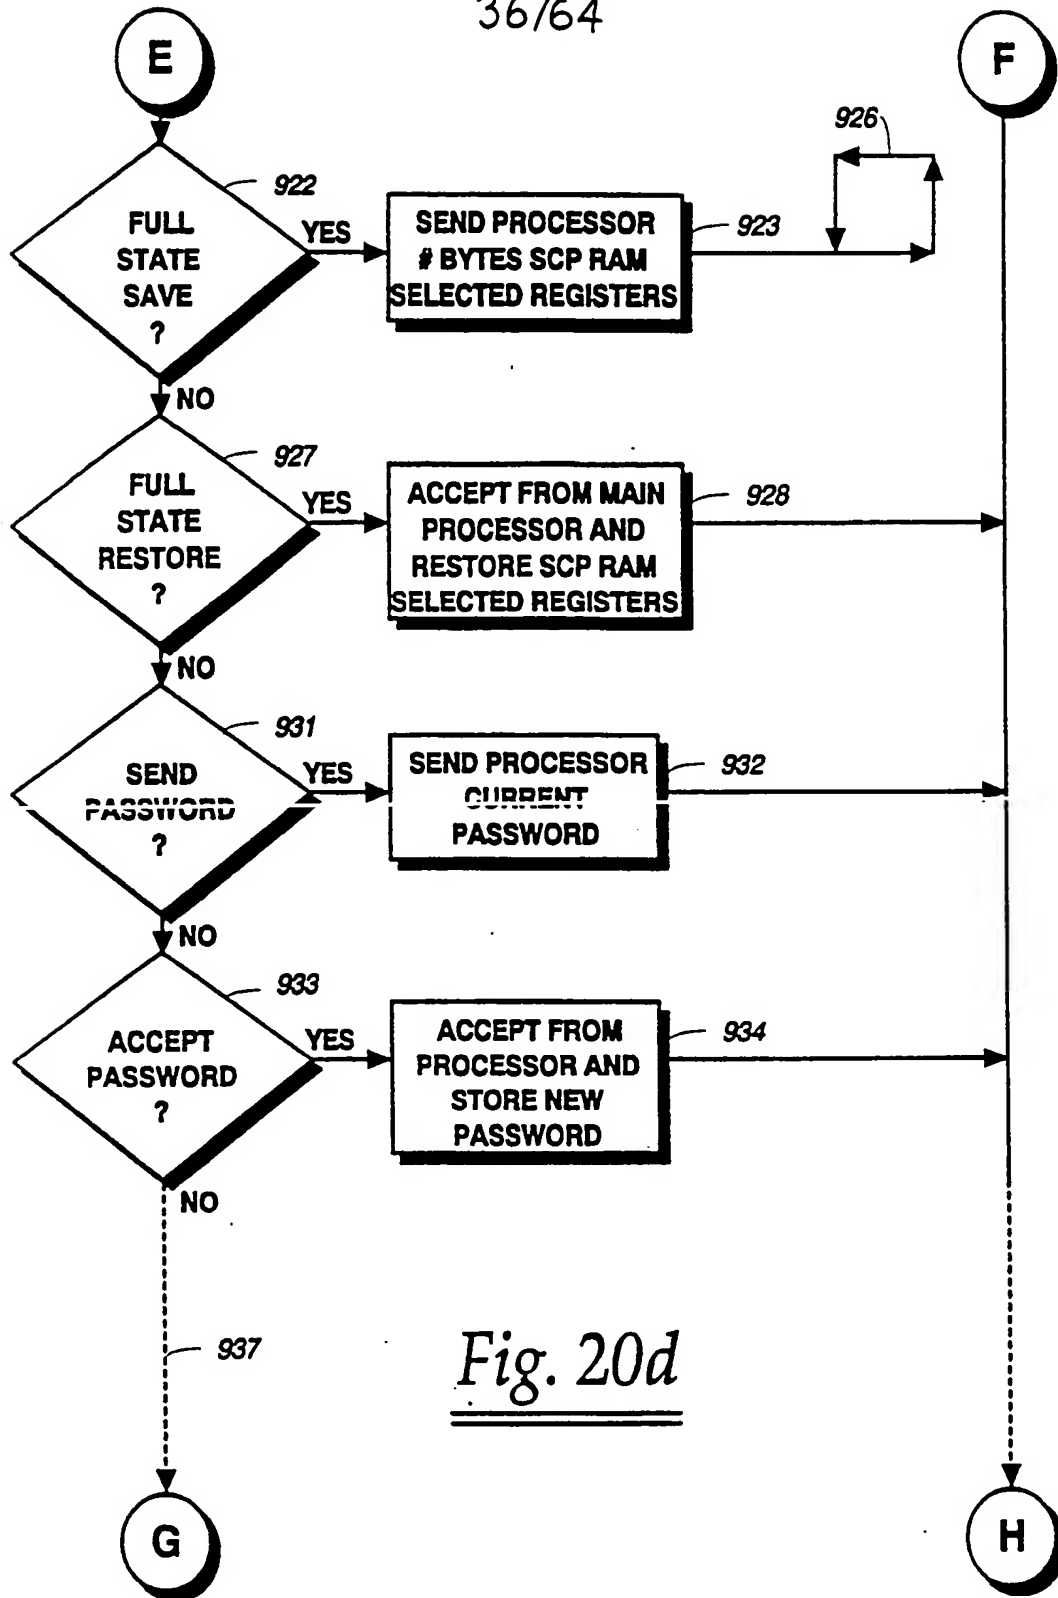 36/64
E
F
926
922
FULL
STATE
SAVE
?
YES
SEND PROCESSOR
# BYTES SCP RAM
SELECTED REGISTERS
923
NO
927
FULL
STATE
RESTORE
?
YES
ACCEPT FROM MAIN
PROCESSOR AND
RESTORE SCP RAM
SELECTED REGISTERS
928
NO
931
SEND
PASSWORD
?
YES
SEND PROCESSOR
CURRENT
PASSWORD
932
NO
933
ACCEPT
PASSWORD
?
YES
ACCEPT FROM
PROCESSOR AND
STORE NEW
PASSWORD
934
NO
937
Fig. 20d
G
H